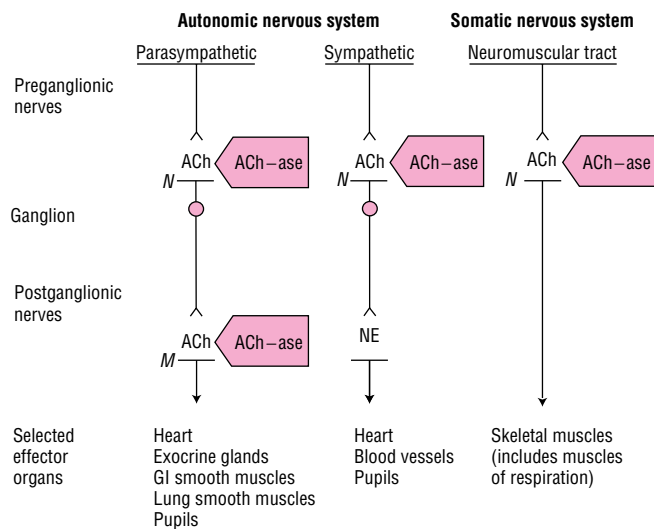 Autonomic nervous system
Somatic nervous system
Parasympathetic
Sympathetic
Neuromuscular tract
Preganglionic
nerves
ACh
ACh–ase
ACh
ACh–ase
ACh
ACh–ase
N
N
N
Ganglion
Postganglionic
nerves
ACh
ACh–ase
NE
M
Selected
effector
organs
Heart
Exocrine glands
GI smooth muscles
Lung smooth muscles
Pupils
Heart
Blood vessels
Pupils
Skeletal muscles
(includes muscles
of respiration)